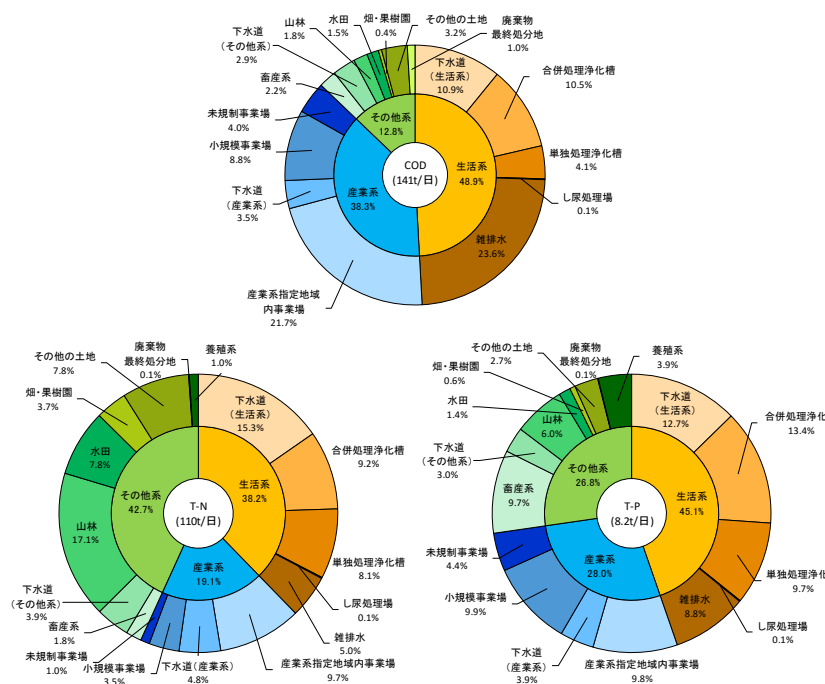 山林
1.8%
水田
1.5%
畑・果樹園
0.4%
その他の土地
3.2%
廃棄物
最終処分地
1.0%
下水道
(その他系)
2.9%
畜産系
2.2%
未規制事業場
4.0%
小規模事業場
8.8%
下水道
(産業系)
3.5%
産業系指定地域
内事業場
21.7%
下水道
(生活系)
10.9%
合併処理浄化槽
10.5%
単独処理浄化槽
4.1%
し尿処理場
0.1%
雑排水
23.6%
その他系
12.8%
生活系
48.9%
産業系
38.3%
COD
(141t/日)
その他の土地
7.8%
廃棄物
最終処分地
0.1%
養殖系
1.0%
畑・果樹園
3.7%
水田
7.8%
山林
17.1%
下水道
(その他系)
3.9%
畜産系
1.8%
未規制事業場
1.0%
小規模事業場
3.5%
下水道(産業系)
4.8%
産業系指定地域内事業場
9.7%
下水道
(生活系)
15.3%
合併処理浄化槽
9.2%
単独処理浄化槽
8.1%
し尿処理場
0.1%
雑排水
5.0%
その他系
42.7%
生活系
38.2%
産業系
19.1%
T-N
(110t/日)
その他の土地
2.7%
廃棄物
最終処分地
0.1%
養殖系
3.9%
畑・果樹園
0.6%
水田
1.4%
山林
6.0%
下水道
(その他系)
3.0%
畜産系
9.7%
未規制事業場
4.4%
小規模事業場
9.9%
下水道
(産業系)
3.9%
産業系指定地域内事業場
9.8%
下水道
(生活系)
12.7%
合併処理浄化
13.4%
単独処理浄化
9.7%
し尿処理場
0.1%
雑排水
8.8%
その他系
26.8%
生活系
45.1%
産業系
28.0%
T-P
(8.2t/日)